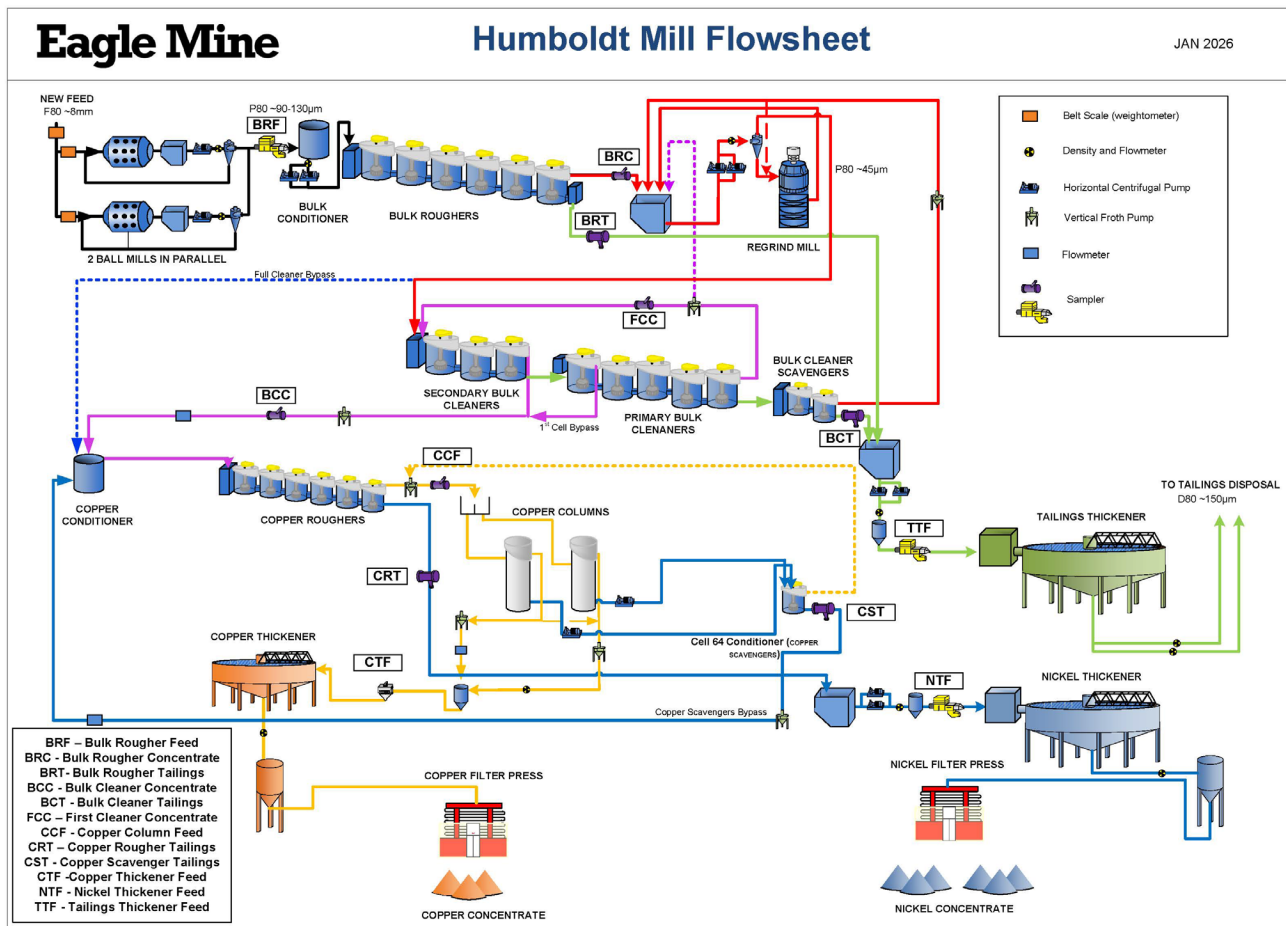 Eagle Mine
Humboldt Mill Flowsheet
JAN 2026
NEW FEED
F80 ~8mm
P80 ~90-130µm
BRF
BULK
CONDITIONER
2 BALL MILLS IN PARALLEL
BULK ROUGHERS
BRC
BRT
P80 ~45µm
REGRIND MILL
Belt Scale (weightometer)
Density and Flowmeter
Horizontal Centrifugal Pump
Vertical Froth Pump
Flowmeter
Sampler
Full Cleaner Bypass
FCC
SECONDARY BULK
CLEANERS
PRIMARY BULK
CLENANERS
BULK CLEANER
SCAVENGERS
BCC
1st Cell Bypass
BCT
COPPER
CONDITIONER
COPPER ROUGHERS
CCF
COPPER COLUMNS
CRT
TTF
TO TAILINGS DISPOSAL
D80 ~150µm
TAILINGS THICKENER
CST
Cell 64 Conditioner (COPPER
SCAVENGERS)
COPPER THICKENER
CTF
Copper Scavengers Bypass
NTF
NICKEL THICKENER
BRF – Bulk Rougher Feed
BRC - Bulk Rougher Concentrate
BRT- Bulk Rougher Tailings
BCC - Bulk Cleaner Concentrate
BCT - Bulk Cleaner Tailings
FCC – First Cleaner Concentrate
CCF - Copper Column Feed
CRT – Copper Rougher Tailings
CST - Copper Scavenger Tailings
CTF -Copper Thickener Feed
NTF - Nickel Thickener Feed
TTF - Tailings Thickener Feed
COPPER FILTER PRESS
COPPER CONCENTRATE
NICKEL FILTER PRESS
NICKEL CONCENTRATE